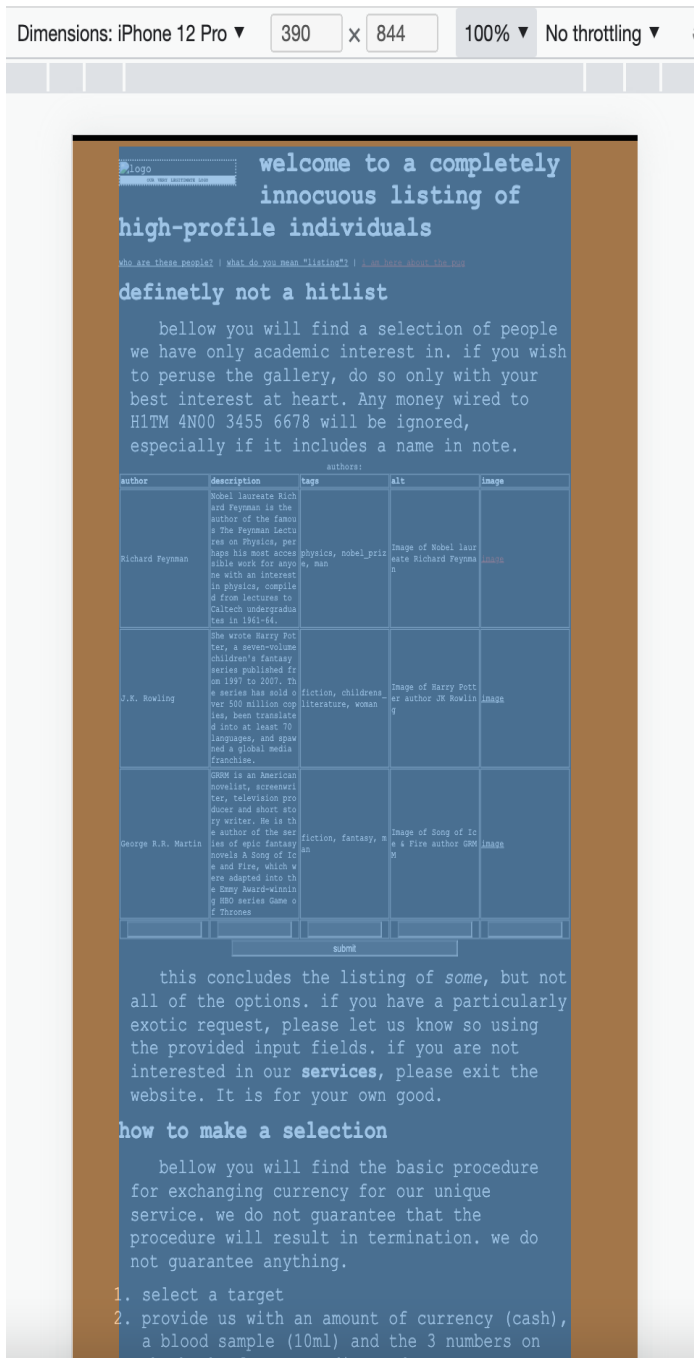 Dimensions: iPhone 12 Pro ▼ 390 x 844 100% ▼ No throttling ▼
logo
OUR VERY LEGITIMATE LOGO
welcome to a completely
innocuous listing of
high-profile individuals
who are these people? | what do you mean "listing"? | i am here about the
definetly not a hitlist
bellow you will find a selection of people
we have only academic interest in. if you wish
to peruse the gallery, do so only with your
best interest at heart. Any money wired to
H1TM 4N00 3455 6678 will be ignored,
especially if it includes a name in note.
authors:
author description tags alt image
Richard Feynman
Nobel laureate Rich
ard Feynman is the
author of the famou
s The Feynman Lectu
res on Physics, per
haps his most acces
sible work for anyo
ne with an interest
in physics, compile
d from lectures to
Caltech undergradua
tes in 1961-64.
physics, nobel_priz
e, man
Image of Nobel laur
eate Richard Feynma
n
image
J.K. Rowling
She wrote Harry Pot
ter, a seven-volume
children's fantasy
series published fr
om 1997 to 2007. Th
e series has sold o
ver 500 million cop
ies, been translate
d into at least 70
languages, and spaw
ned a global media
franchise.
fiction, childrens_
literature, woman
Image of Harry Pott
er author JK Rowlin
g
image
George R.R. Martin
GRRM is an American
novelist, screenwri
ter, television pro
ducer and short sto
ry writer. He is th
e author of the ser
ies of epic fantasy
novels A Song of Ic
e and Fire, which w
ere adapted into th
e Emmy Award-winnin
g HBO series Game o
f Thrones
fiction, fantasy, m
an
Image of Song of Ic
e & Fire author GRR
M
image
submit
this concludes the listing of some, but not
all of the options. if you have a particularly
exotic request, please let us know so using
the provided input fields. if you are not
interested in our services, please exit the
website. It is for your own good.
how to make a selection
bellow you will find the basic procedure
for exchanging currency for our unique
service. we do not guarantee that the
procedure will result in termination. we do
not guarantee anything.
1. select a target
2. provide us with an amount of currency (cash),
a blood sample (10ml) and the 3 numbers on